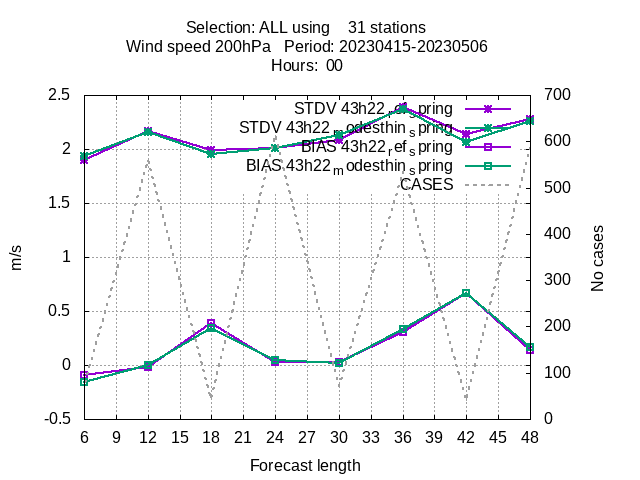 Selection: ALL using 31 stations
Wind speed 200hPa Period: 20230415-20230506
Hours: 00
2.5
2
1.5
1
0.5
0
-0.5
m/s
STDV 43h22_ref_spring
STDV 43h22_modesthin_spring
BIAS 43h22_ref_spring
BIAS 43h22_modesthin_spring
CASES
700
600
500
400
300
200
100
0
No cases
6 9 12 15 18 21 24 27 30 33 36 39 42 45 48
Forecast length